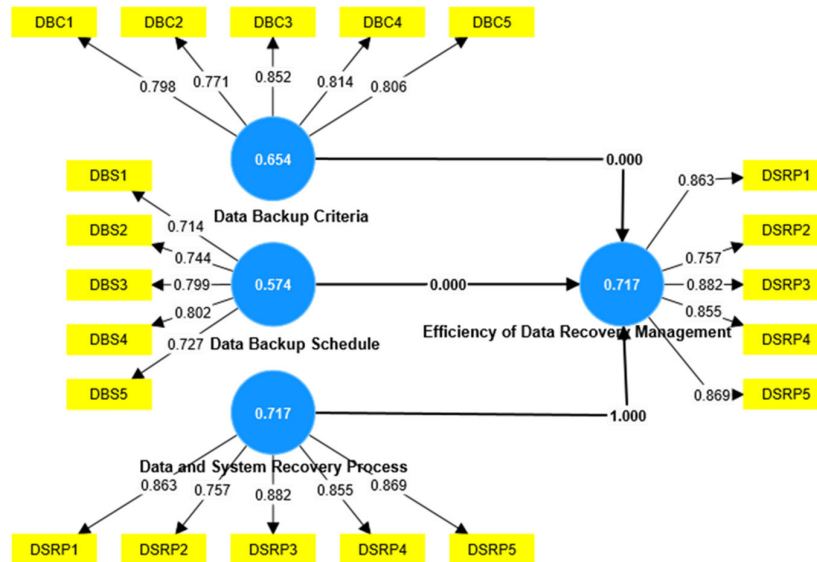 DBC1 DBC2 DBC3 DBC4 DBC5
0.798 0.771 0.852 0.814 0.806
0.654
Data Backup Criteria
0.000
DBS1
DBS2
DBS3
DBS4
DBS5
0.714
0.744
0.799
0.802
0.727
0.574
Data Backup Schedule
0.000
0.717
Efficiency of Data Recovery Management
0.863
0.757
0.882
0.855
0.869
DSRP1
DSRP2
DSRP3
DSRP4
DSRP5
0.717
Data and System Recovery Process
1.000
0.863 0.757 0.882 0.855 0.869
DSRP1 DSRP2 DSRP3 DSRP4 DSRP5